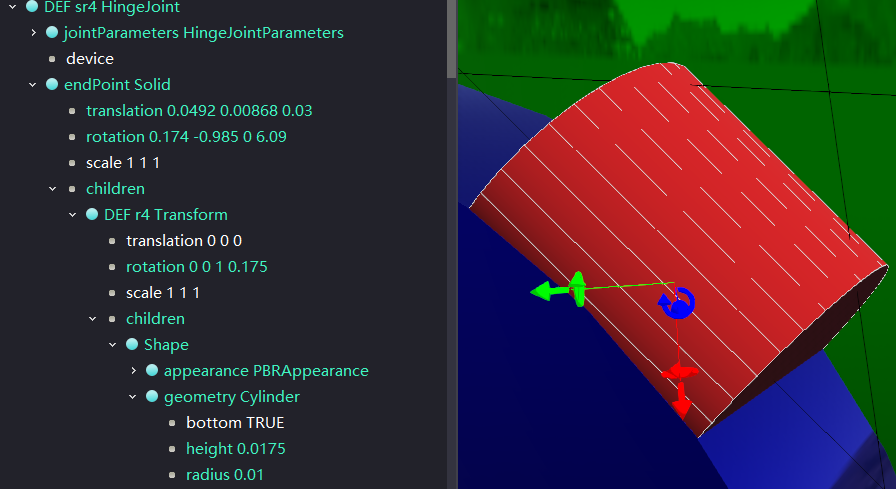 DEF sr4 HingeJoint
jointParameters HingeJointParameters
device
endPoint Solid
translation 0.0492 0.00868 0.03
rotation 0.174 -0.985 0 6.09
scale 1 1 1
children
DEF r4 Transform
translation 0 0 0
rotation 0 0 1 0.175
scale 1 1 1
children
Shape
appearance PBRAppearance
geometry Cylinder
bottom TRUE
height 0.0175
radius 0.01